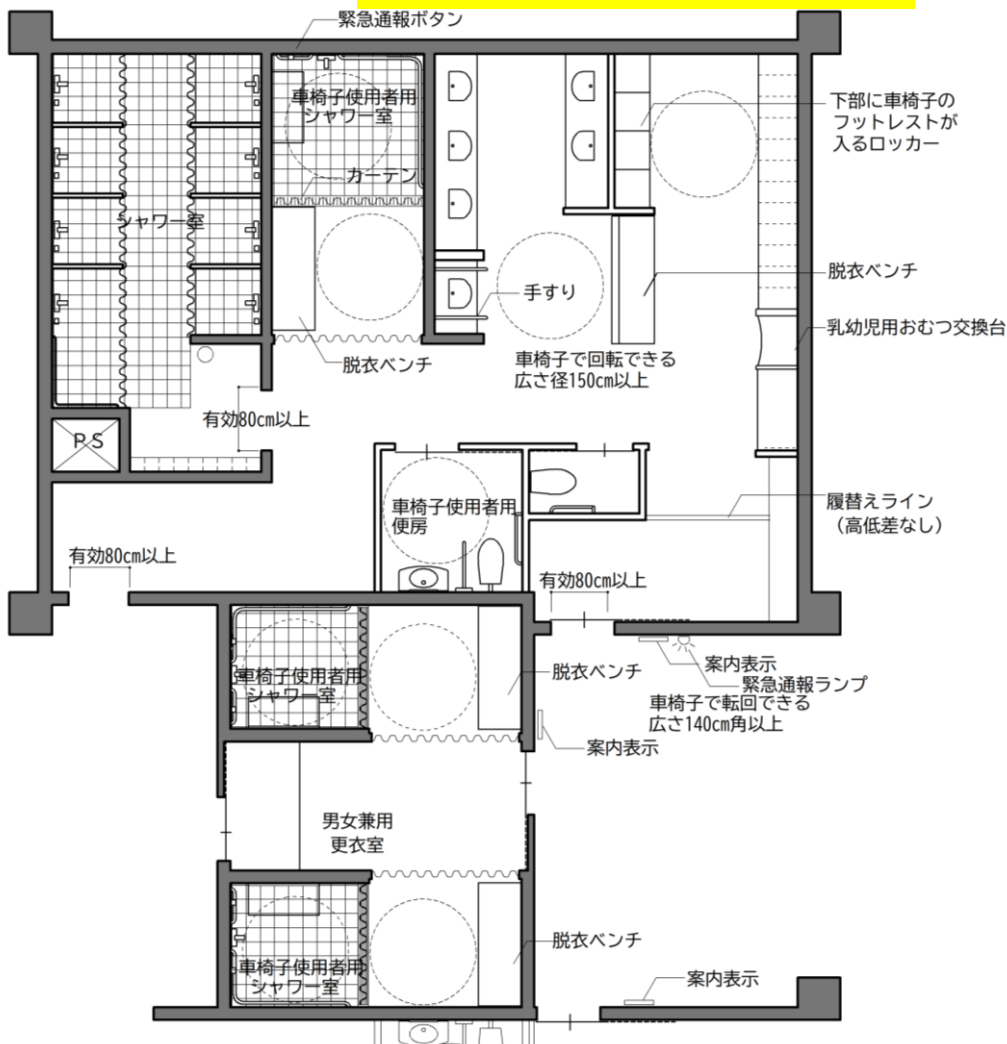 緊急通報ボタン
車椅子使用者用
シャワー室
カーテン
シャワー室
下部に車椅子の
フットレストが
入るロッカー
脱衣ベンチ
手すり
乳幼児用おむつ交換台
脱衣ベンチ
車椅子で回転できる
広さ径150cm以上
有効80cm以上
PS
車椅子使用者用
便房
履替えライン
(高低差なし)
有効80cm以上
有効80cm以上
案内表示
緊急通報ランプ
車椅子で転回できる
広さ140cm角以上
脱衣ベンチ
車椅子使用者用
シャワー室
案内表示
男女兼用
更衣室
脱衣ベンチ
車椅子使用者用
シャワー室
案内表示